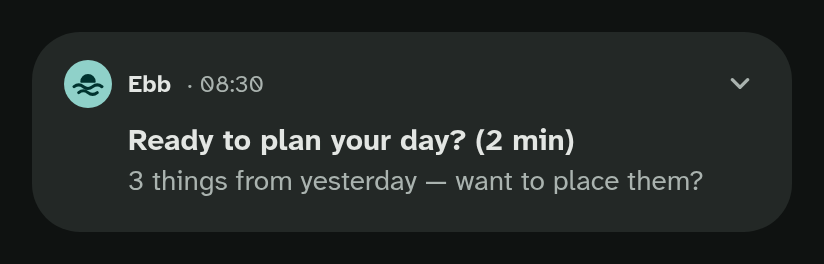 Ebb · 08:30
Ready to plan your day? (2 min)
3 things from yesterday — want to place them?